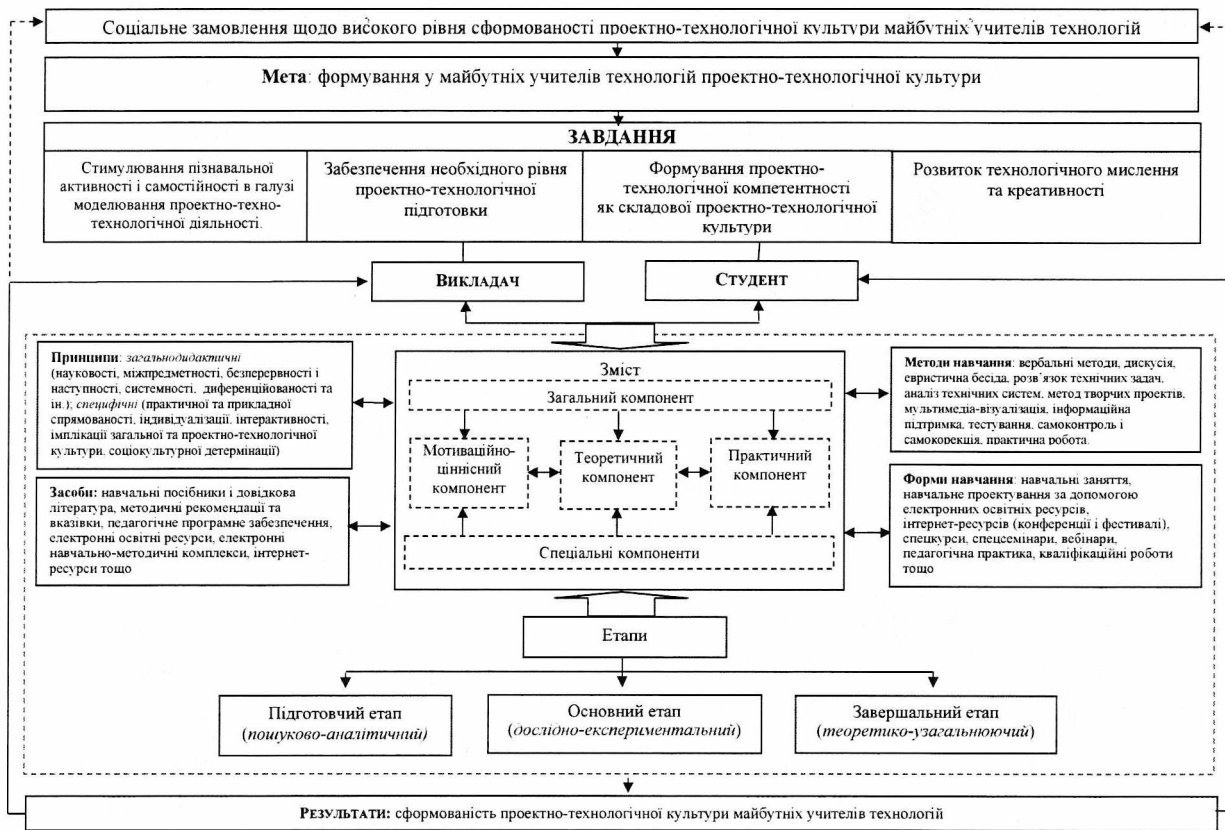 Соціальне замовлення щодо високого рівня сформованості проектно-технологічної культури майбутніх учителів технологій
Мета: формування у майбутніх учителів технологій проектно-технологічної культури
ЗАВДАННЯ
Стимулювання пізнавальної
активності і самостійності в галузі
моделювання проектно-техно-
технологічної діяльності.
Забезпечення необхідного рівня
проектно-технологічної
підготовки
Формування проектно-
технологічної компетентності
як складової проектно-технологічної
культури
Розвиток технологічного мислення
та креативності
ВИКЛАДАЧ
СТУДЕНТ
Принципи: загальнодидактичні
(науковості, міжпредметності, безперервності і
наступності, системності, диференційованості та
ін.); специфічні (практичної та прикладної
спрямованості, індивідуалізації, інтерактивності,
імплікації загальної та проектно-технологічної
культури, соціокультурної детермінації)
Засоби: навчальні посібники і довідкова
література, методичні рекомендації та
вказівки, педагогічне програмне забезпечення,
електронні освітні ресурси, електронні
навчально-методичні комплекси, інтернет-
ресурси тощо
Зміст
Загальний компонент
Мотиваційно-
ціннісний
компонент
Теоретичний
компонент
Практичний
компонент
Спеціальні компоненти
Методи навчання: вербальні методи, дискусія,
евристична бесіда, розв’язок технічних задач,
аналіз технічних систем, метод творчих проектів,
мультимедіа-візуалізація, інформаційна
підтримка, тестування, самоконтроль і
самокорекція, практична робота.
Форми навчання: навчальні заняття,
навчальне проектування за допомогою
електронних освітніх ресурсів,
інтернет-ресурсів (конференції і фестивалі),
спецкурси, спецсемінари, вебінари,
педагогічна практика, кваліфікаційні роботи
тощо
Етапи
Підготовчий етап
(пошуково-аналітичний)
Основний етап
(дослідно-експериментальний)
Завершальний етап
(теоретико-узагальнюючий)
РЕЗУЛЬТАТИ: сформованість проектно-технологічної культури майбутніх учителів технологій